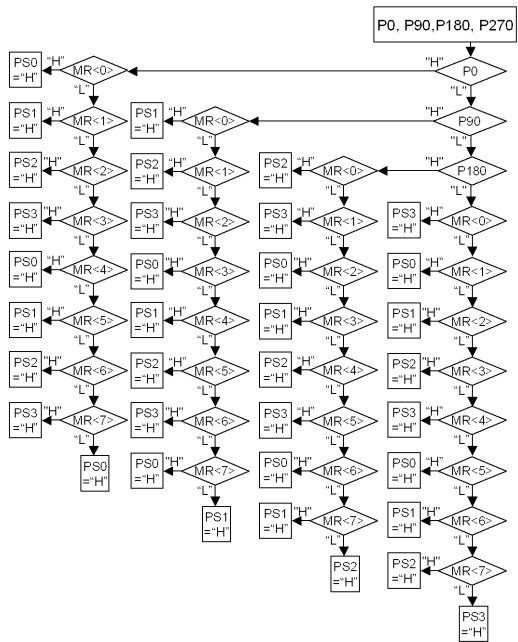 P0, P90,P180, P270
"H" "H"
PS0 MR<0> P0
="H"
"L" "L"
"H" "H" "H"
PS1 MR<1> PS1 MR<0> P90
="H" ="H"
"L" "L" "L"
"H" "H" "H" "H"
PS2 MR<2> PS2 MR<1> PS2 MR<0> P180
="H" ="H" ="H"
"L" "L" "L" "L"
"H" "H" "H" "H"
PS3 MR<3> PS3 MR<2> PS3 MR<1> PS3 MR<0>
="H" ="H" ="H" ="H"
"L" "L" "L" "L"
"H" "H" "H" "H"
PS0 MR<4> PS0 MR<3> PS0 MR<2> PS0 MR<1>
="H" ="H" ="H" ="H"
"L" "L" "L" "L"
"H" "H" "H" "H"
PS1 MR<5> PS1 MR<4> PS1 MR<3> PS1 MR<2>
="H" ="H" ="H" ="H"
"L" "L" "L" "L"
"H" "H" "H" "H"
PS2 MR<6> PS2 MR<5> PS2 MR<4> PS2 MR<3>
="H" ="H" ="H" ="H"
"L" "L" "L" "L"
"H" "H" "H" "H"
PS3 MR<7> PS3 MR<6> PS3 MR<5> PS3 MR<4>
="H" ="H" ="H" ="H"
"L" "L" "L" "L"
"H" "H" "H"
PS0 PS0 MR<7> PS0 MR<6> PS0 MR<5>
="H" ="H" ="H" ="H"
"L" "L" "L"
"H" "H"
PS1 PS1 MR<7> PS1 MR<6>
="H" ="H" ="H"
"L" "L"
"H"
PS2 PS2 MR<7>
="H" ="H"
"L"
PS3
="H"